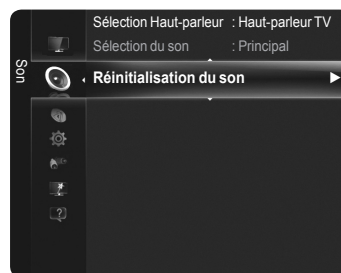 Sélection Haut-parleur : Haut-parleur TV
Sélection du son : Principal
Son
Réinitialisation du son